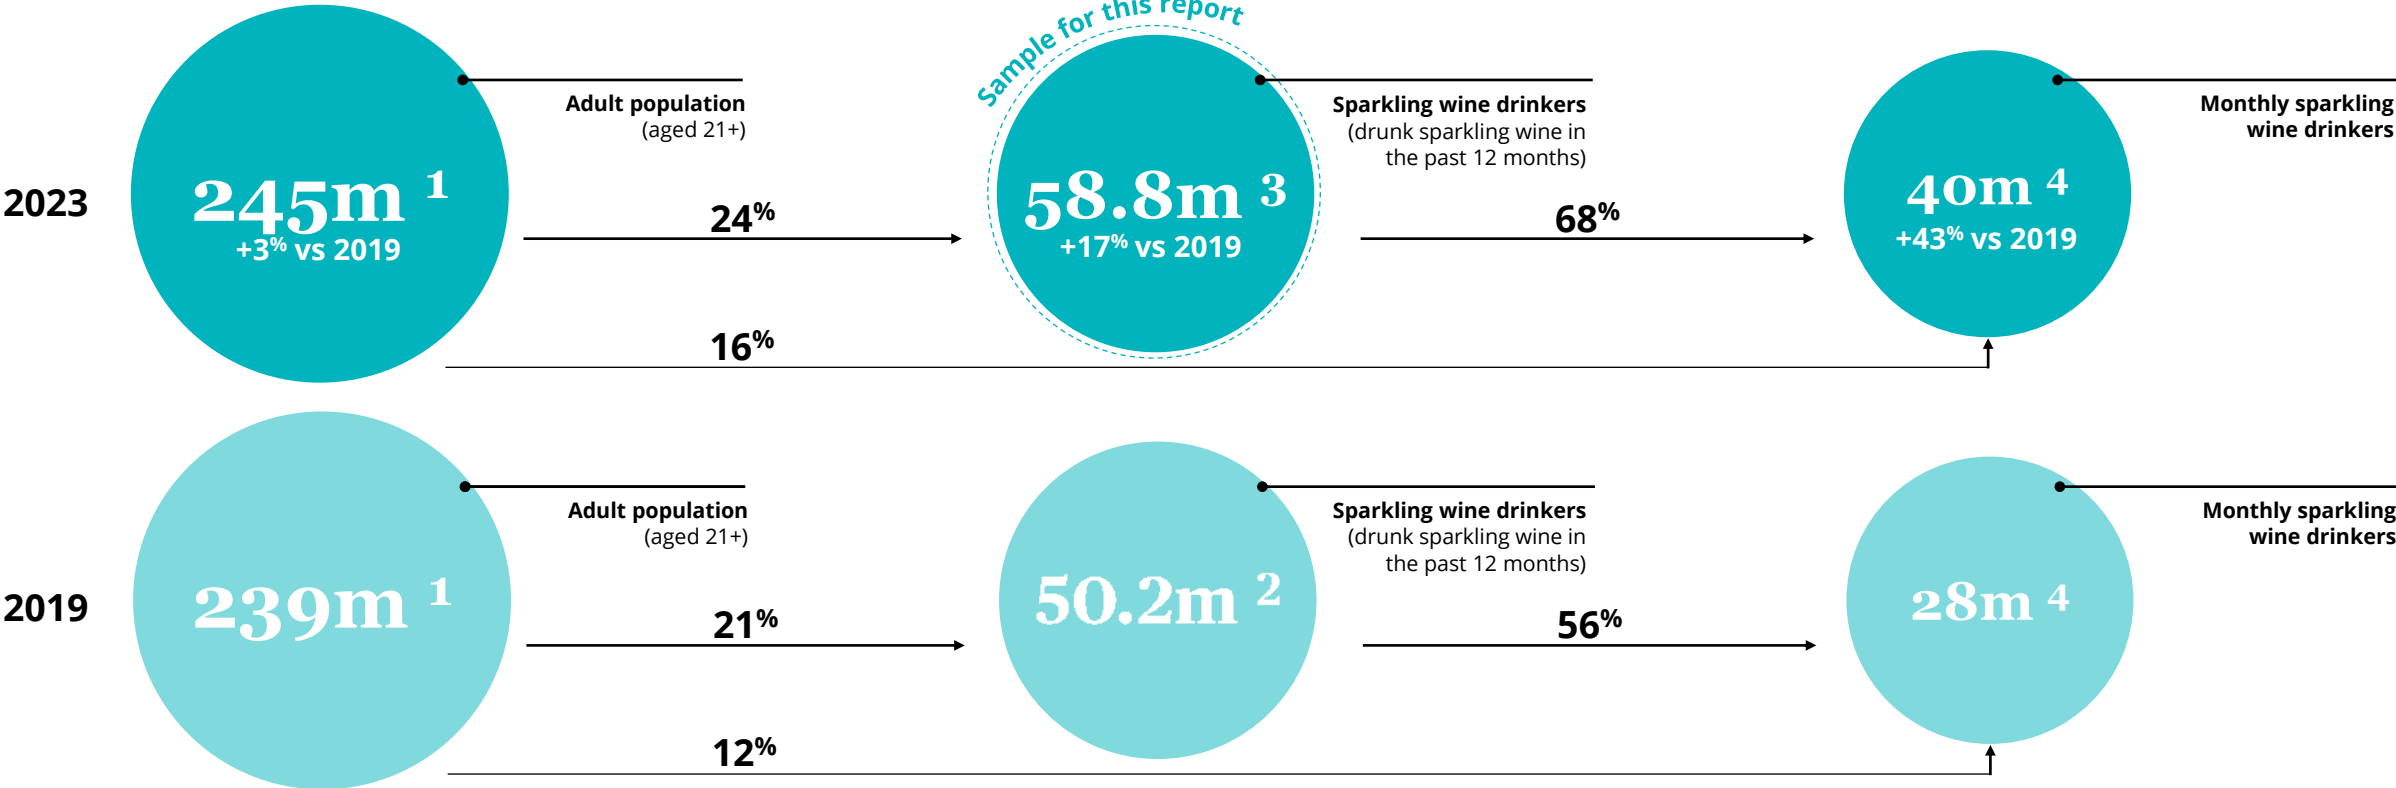 Sample for this report
2023
245m 1
+3% vs 2019
Adult population
(aged 21+)
24%
16%
58.8m 3
+17% vs 2019
Sparkling wine drinkers
(drunk sparkling wine in
the past 12 months)
68%
40m 4
+43% vs 2019
Monthly sparkling
wine drinkers
2019
239m 1
Adult population
(aged 21+)
21%
12%
50.2m 2
Sparkling wine drinkers
(drunk sparkling wine in
the past 12 months)
56%
28m 4
Monthly sparkling
wine drinkers